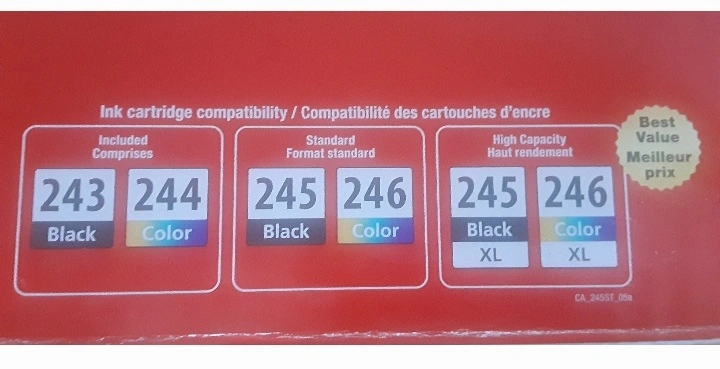 Ink cartridge compatibility / Compatibilité des cartouches d'encre
Included
Comprises
243
Black
244
Color
Standard
Format standard
245
Black
246
Color
High Capacity
Haut rendement
245
Black
XL
246
Color
XL
Best
Value
Meilleur
prix
CA_245ST_05a